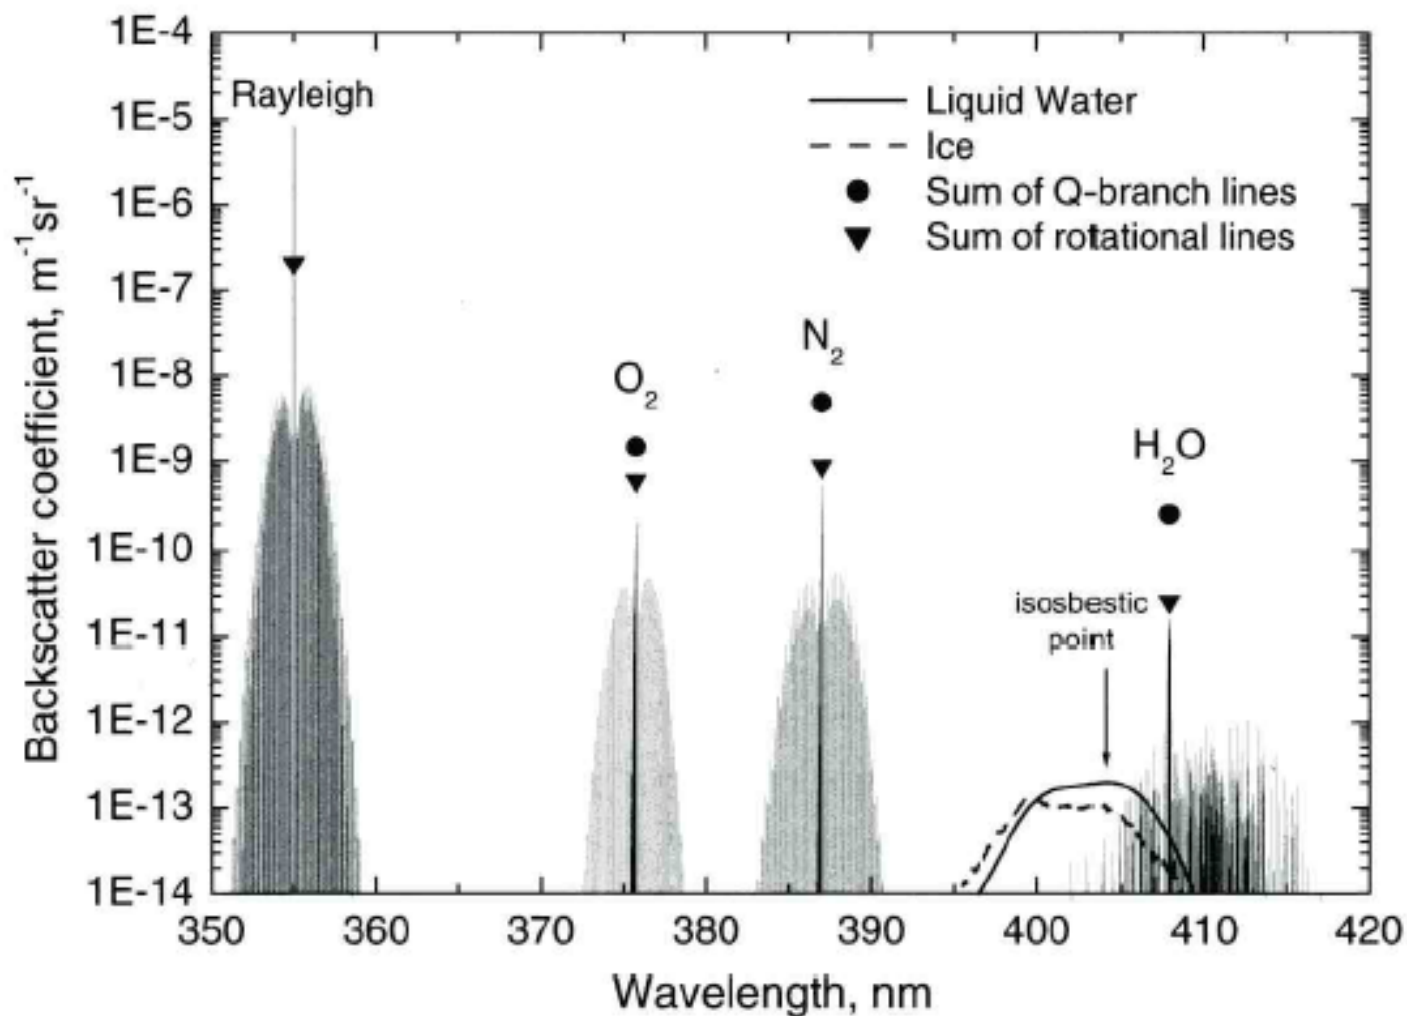 1E-4
1E-5
1E-6
1E-7
1E-8
1E-9
1E-10
1E-11
1E-12
1E-13
1E-14
Backscatter coefficient, m⁻¹sr⁻¹
Rayleigh
Liquid Water
Ice
Sum of Q-branch lines
Sum of rotational lines
O₂
N₂
H₂O
isosbestic
point
350 360 370 380 390 400 410 420
Wavelength, nm